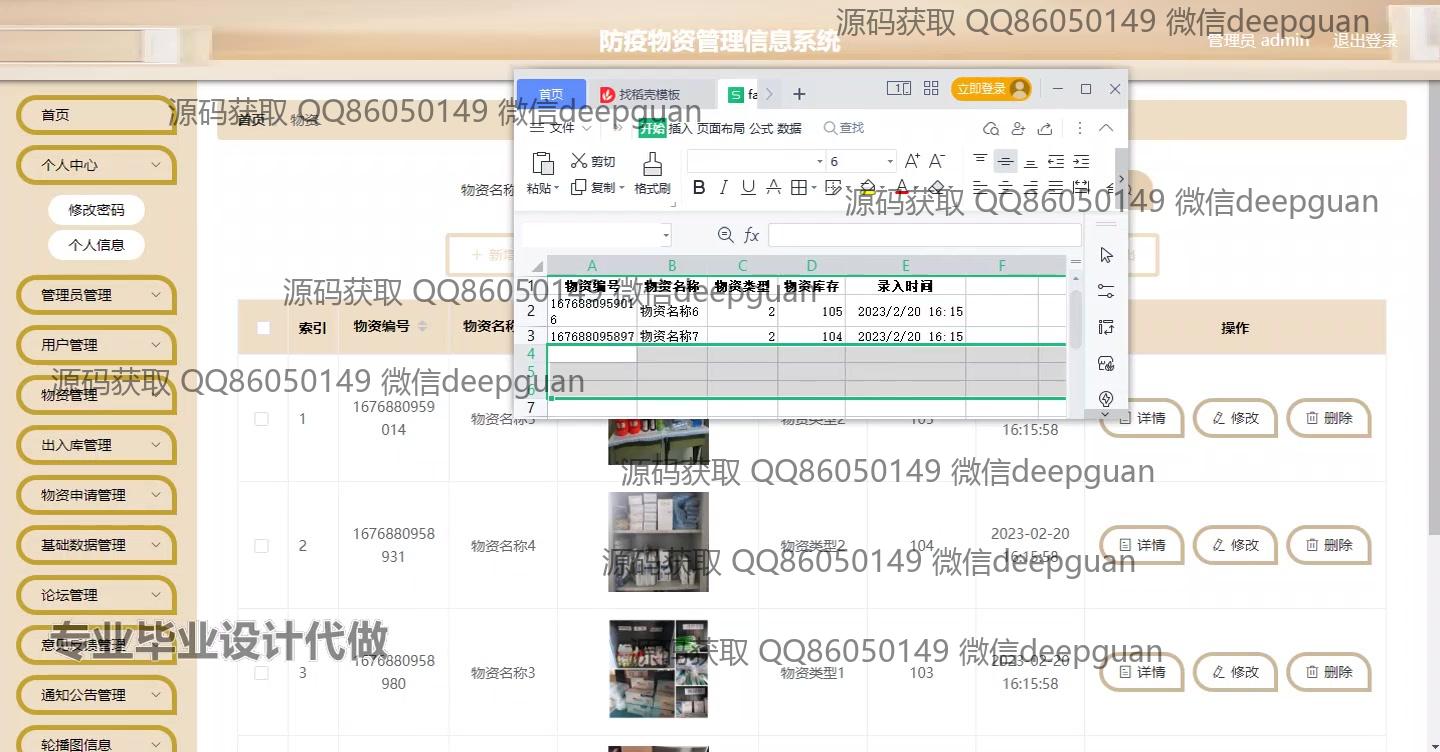 防疫物资管理信息系统
源码获取 QQ86050149 微信deepguan
管理员 admin
退出登录
首页
找稻壳模板
S fa
立即登录
首页
个人中心
修改密码
个人信息
管理员管理
用户管理
物资管理
出入库管理
物资申请管理
基础数据管理
论坛管理
意见反馈管理
通知公告管理
轮播图信息
源码获取 QQ86050149 微信deepguan
首页
物资
文件
开始 插入 页面布局 公式 数据
查找
粘贴
剪切
复制
格式刷
6
A+ A-
B I U A
源码获取 QQ86050149 微信deepguan
物资名称
fx
+ 新增
A B C D E F
源码获取 QQ86050149 微信deepguan
1 物资编号 物资名称 物资类型 物资库存 录入时间
2 1676880959016 物资名称6 2 105 2023/2/20 16:15
3 167688095897 物资名称7 2 104 2023/2/20 16:15
4
5
6
7
索引 物资编号 物资名称 操作
源码获取 QQ86050149 微信deepguan
1 1676880959014 物资名称5 物资类型2 105 16:15:58 详情 修改 删除
源码获取 QQ86050149 微信deepguan
2 1676880958931 物资名称4 物资类型2 104 2023-02-20 16:15:58 详情 修改 删除
源码获取 QQ86050149 微信deepguan
专业毕业设计代做
源码获取 QQ86050149 微信deepguan
3 1676880958980 物资名称3 物资类型1 103 2023-02-20 16:15:58 详情 修改 删除